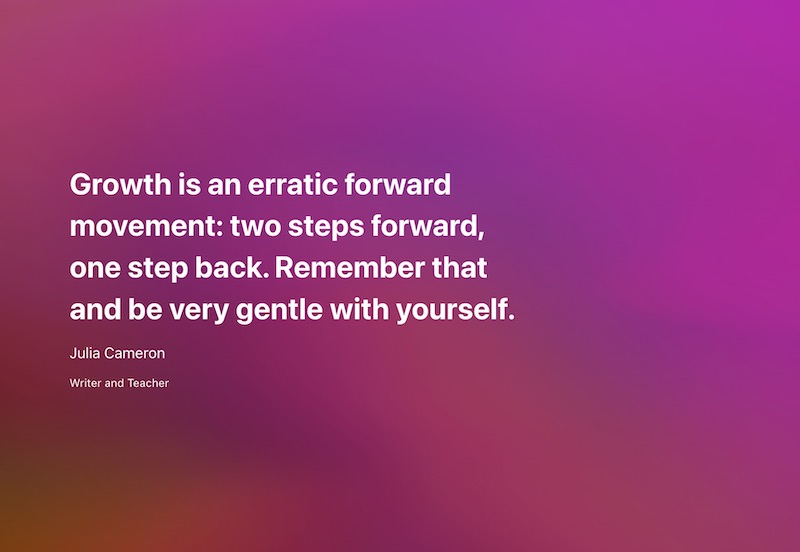 Growth is an erratic forward
movement: two steps forward,
one step back. Remember that
and be very gentle with yourself.
Julia Cameron
Writer and Teacher